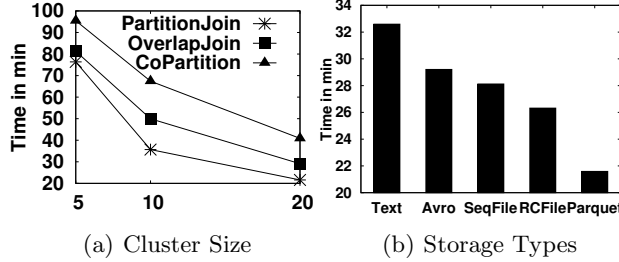 Time in min
100
90
80
70
60
50
40
30
20
5
10
20
PartitionJoin
OverlapJoin
CoPartition
(a) Cluster Size
Time in min
34
32
30
28
26
24
22
20
Text
Avro
SeqFile
RCFile
Parquet
(b) Storage Types